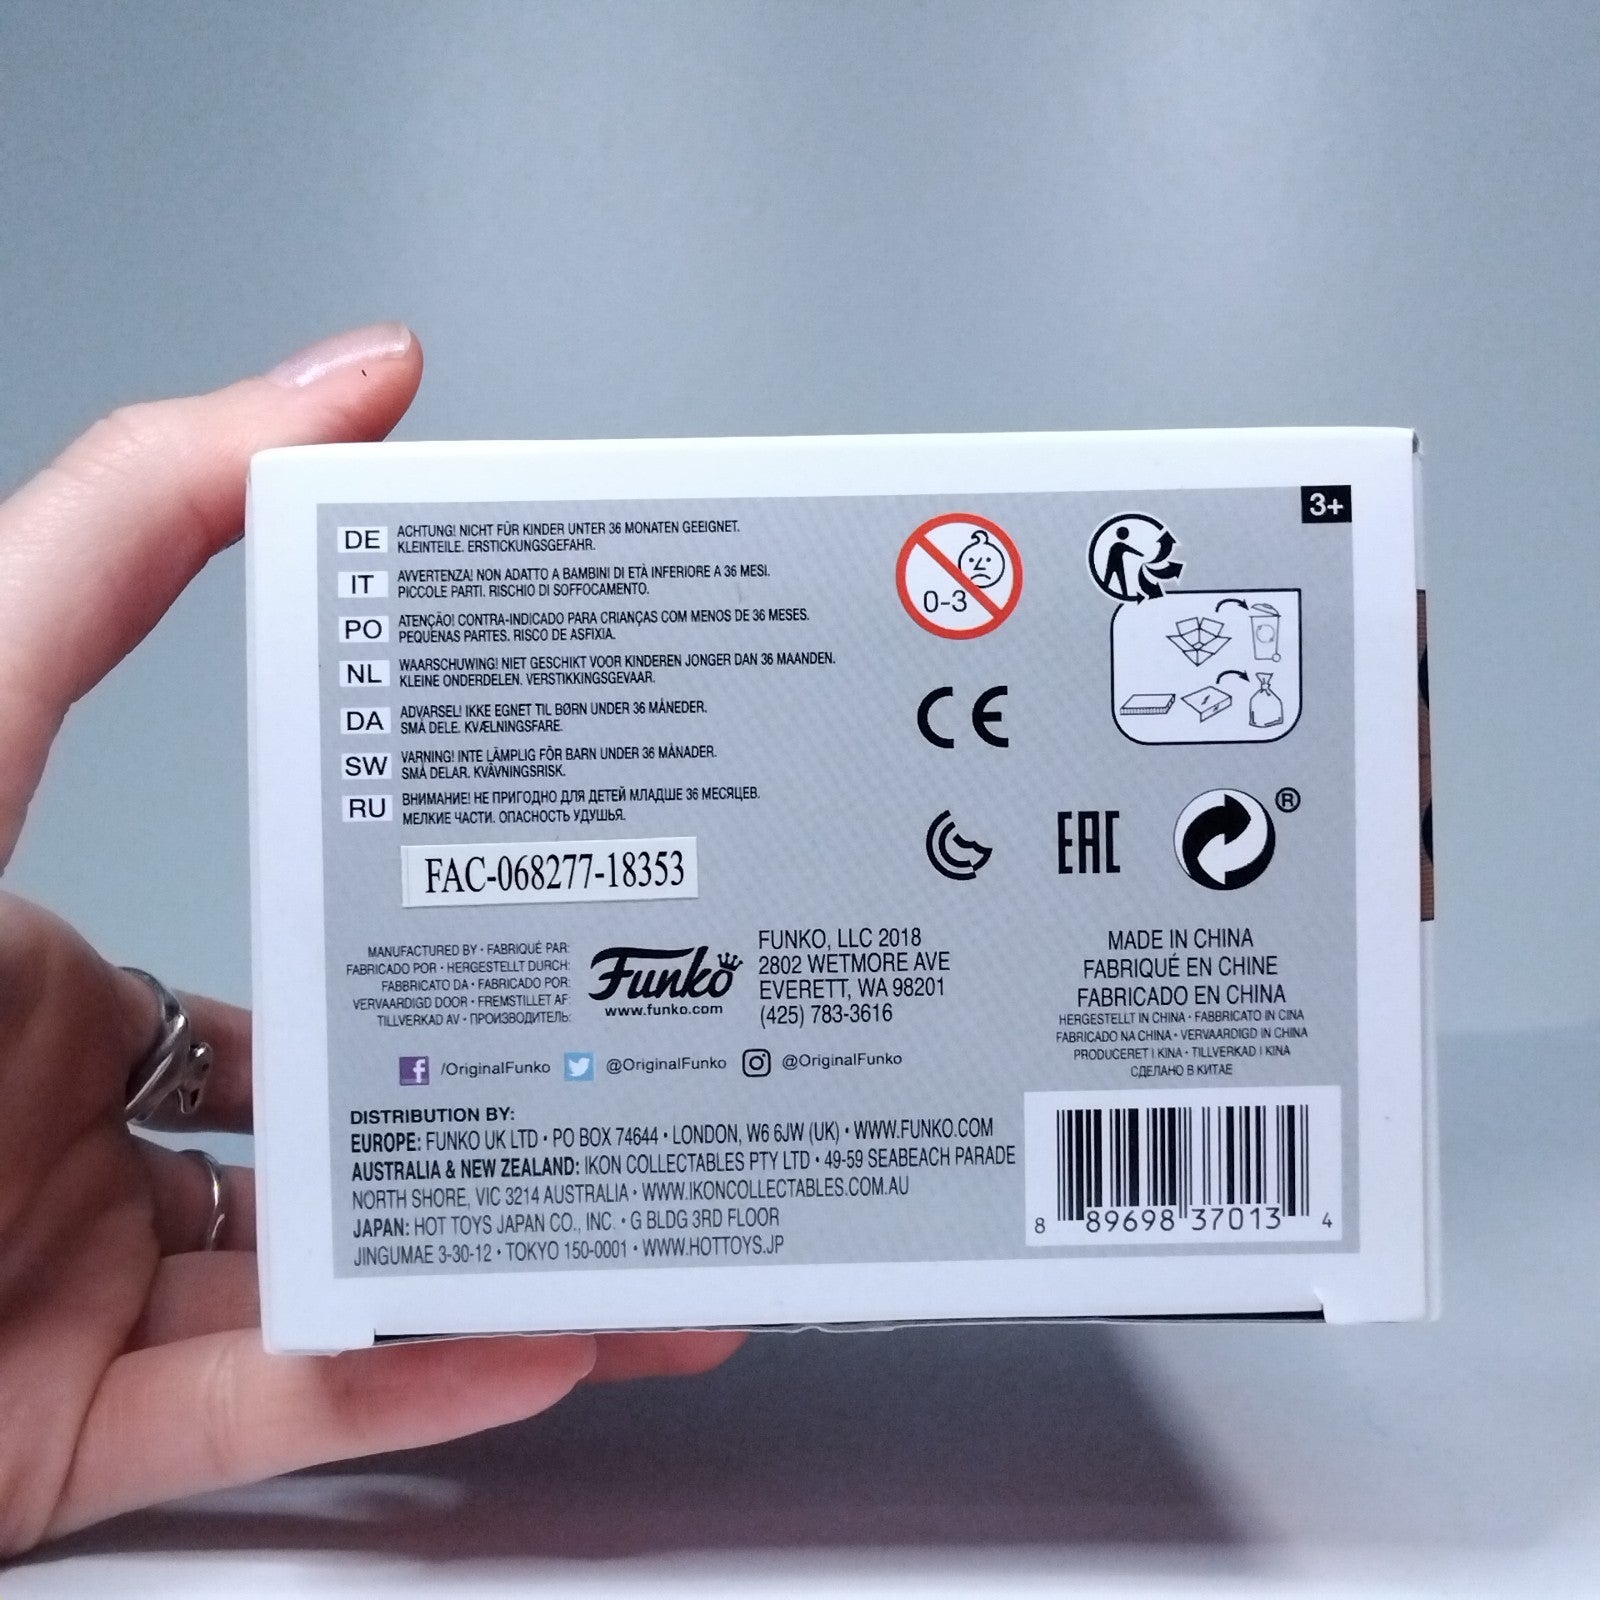 3+
DE
ACHTUNG! NICHT FÜR KINDER UNTER 36 MONATEN GEEIGNET.
KLEINTEILE. ERSTICKUNGSGEFAHR.
IT
AVVERTENZA! NON ADATTO A BAMBINI DI ETÀ INFERIORE A 36 MESI.
PICCOLE PARTI. RISCHIO DI SOFFOCAMENTO.
PO
ATENÇÃO! CONTRA-INDICADO PARA CRIANÇAS COM MENOS DE 36 MESES.
PEQUENAS PARTES. RISCO DE ASFIXIA.
NL
WAARSCHUWING! NIET GESCHIKT VOOR KINDEREN JONGER DAN 36 MAANDEN.
KLEINE ONDERDELEN. VERSTIKKINGSGEVAAR.
DA
ADVARSEL! IKKE EGNET TIL BØRN UNDER 36 MÅNEDER.
SMÅ DELE. KVÆLNINGSFARE.
SW
VARNING! INTE LÄMPLIG FÖR BARN UNDER 36 MÅNADER.
SMÅ DELAR. KVÄVNINGSRISK.
RU
ВНИМАНИЕ! НЕ ПРИГОДНО ДЛЯ ДЕТЕЙ МЛАДШЕ 36 МЕСЯЦЕВ.
МЕЛКИЕ ЧАСТИ. ОПАСНОСТЬ УДУШЬЯ.
0-3
CE
EAC
®
FAC-068277-18353
MANUFACTURED BY • FABRIQUÉ PAR:
FABRICADO POR • HERGESTELLT DURCH:
FABBRICATO DA • FABRICADO POR:
VERVAARDIGD DOOR • FREMSTILLET AF:
TILLVERKAD AV • ПРОИЗВОДИТЕЛЬ:
Funko
www.funko.com
FUNKO, LLC 2018
2802 WETMORE AVE
EVERETT, WA 98201
(425) 783-3616
MADE IN CHINA
FABRIQUÉ EN CHINE
FABRICADO EN CHINA
HERGESTELLT IN CHINA • FABBRICATO IN CINA
FABRICADO NA CHINA • VERVAARDIGD IN CHINA
PRODUCERET I KINA • TILLVERKAD I KINA
СДЕЛАНО В КИТАЕ
/OriginalFunko @OriginalFunko @OriginalFunko
DISTRIBUTION BY:
EUROPE: FUNKO UK LTD • PO BOX 74644 • LONDON, W6 6JW (UK) • WWW.FUNKO.COM
AUSTRALIA & NEW ZEALAND: IKON COLLECTABLES PTY LTD • 49-59 SEABEACH PARADE
NORTH SHORE, VIC 3214 AUSTRALIA • WWW.IKONCOLLECTABLES.COM.AU
JAPAN: HOT TOYS JAPAN CO., INC. • G BLDG 3RD FLOOR
JINGUMAE 3-30-12 • TOKYO 150-0001 • WWW.HOTTOYS.JP
8 89698 37013 4